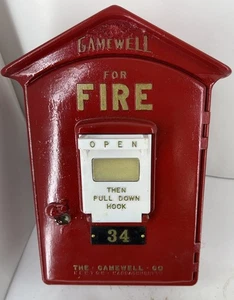 GAMEWELL
FOR
FIRE
OPEN
THEN
PULL DOWN
HOOK
34
THE · GAMEWELL · CO